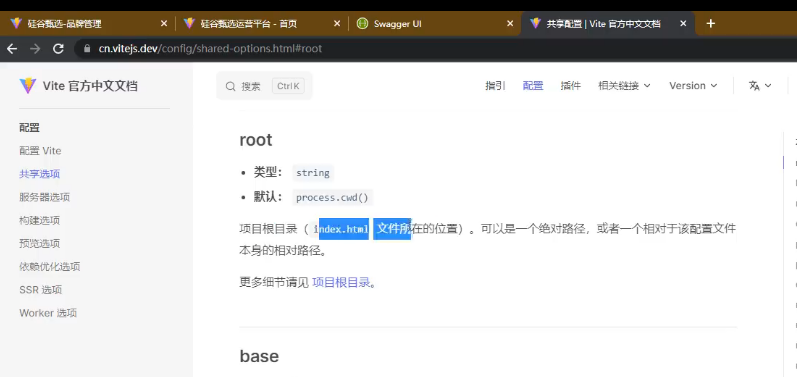 硅谷甄选-品牌管理
硅谷甄选运营平台 - 首页
Swagger UI
共享配置 | Vite 官方中文文档
cn.vitejs.dev/config/shared-options.html#root
Vite 官方中文文档
搜索 Ctrl K
指引 配置 插件 相关链接 Version
配置
配置 Vite
共享选项
服务器选项
构建选项
预览选项
依赖优化选项
SSR 选项
Worker 选项
root
类型： string
默认： process.cwd()
项目根目录（ index.html 文件所在的位置）。可以是一个绝对路径，或者一个相对于该配置文件
本身的相对路径。
更多细节请见 项目根目录。
base